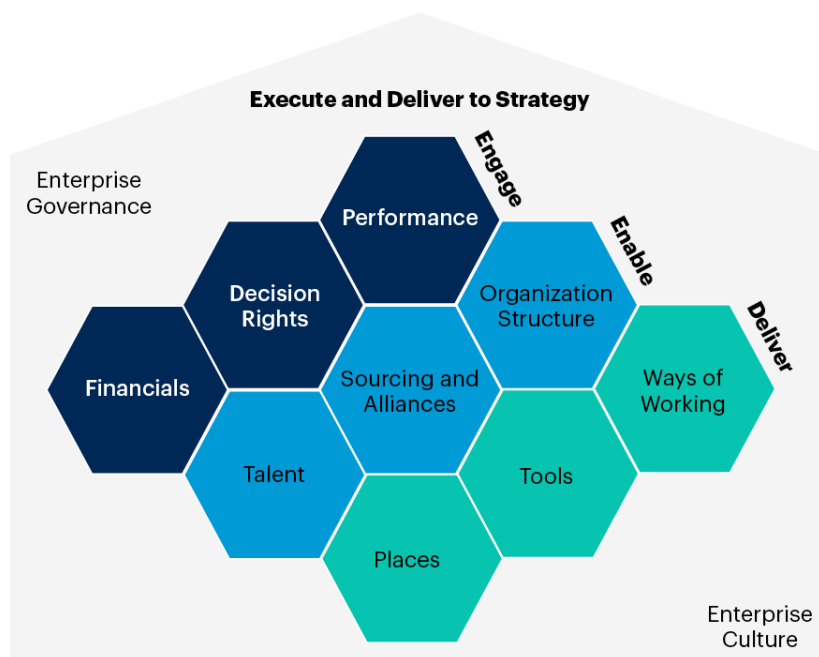 Execute and Deliver to Strategy
Enterprise
Governance
Engage
Performance
Enable
Decision
Rights
Organization
Structure
Deliver
Financials
Sourcing and
Alliances
Ways of
Working
Talent
Tools
Places
Enterprise
Culture